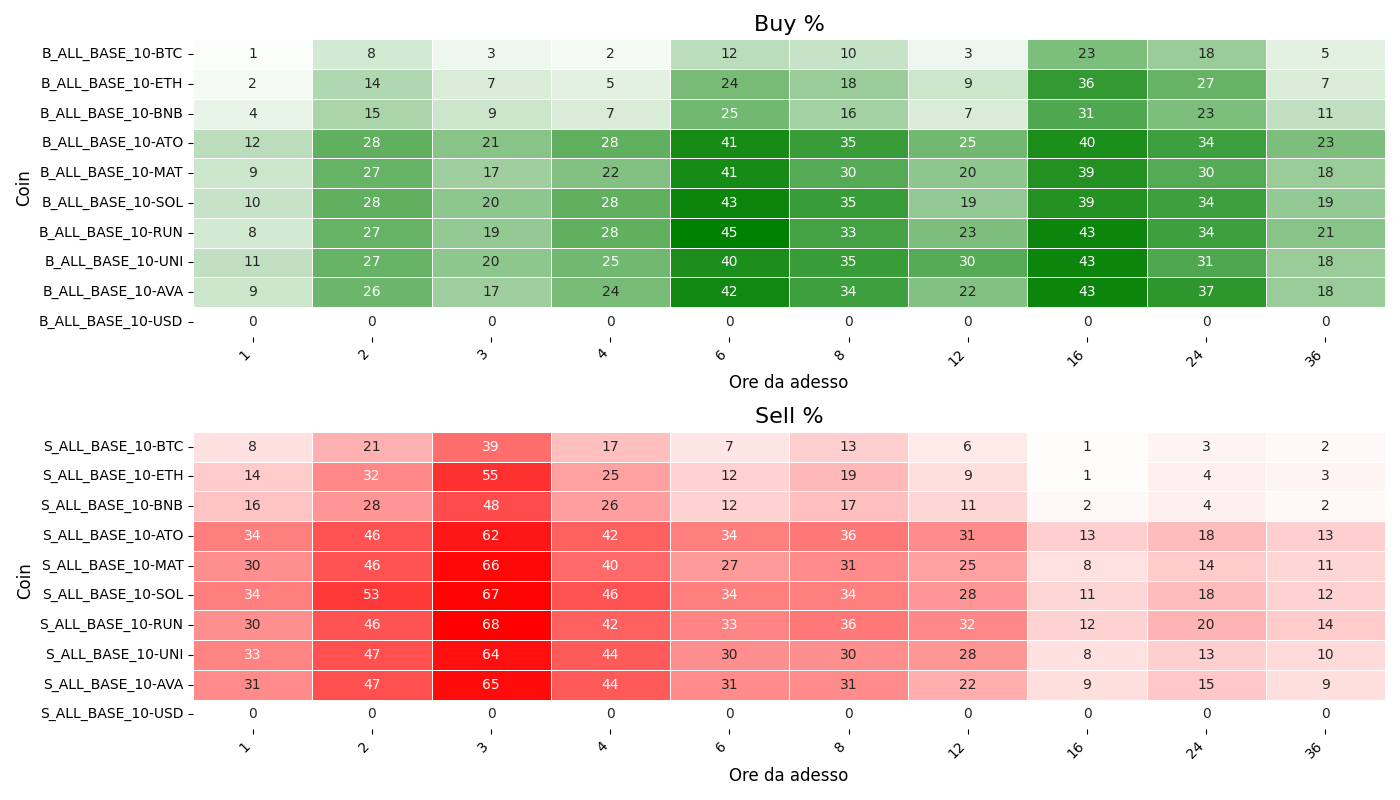 Buy %
Coin
B_ALL_BASE_10-BTC 1 8 3 2 12 10 3 23 18 5
B_ALL_BASE_10-ETH 2 14 7 5 24 18 9 36 27 7
B_ALL_BASE_10-BNB 4 15 9 7 25 16 7 31 23 11
B_ALL_BASE_10-ATO 12 28 21 28 41 35 25 40 34 23
B_ALL_BASE_10-MAT 9 27 17 22 41 30 20 39 30 18
B_ALL_BASE_10-SOL 10 28 20 28 43 35 19 39 34 19
B_ALL_BASE_10-RUN 8 27 19 28 45 33 23 43 34 21
B_ALL_BASE_10-UNI 11 27 20 25 40 35 30 43 31 18
B_ALL_BASE_10-AVA 9 26 17 24 42 34 22 43 37 18
B_ALL_BASE_10-USD 0 0 0 0 0 0 0 0 0 0
1 2 3 4 6 8 12 16 24 36
Ore da adesso
Sell %
Coin
S_ALL_BASE_10-BTC 8 21 39 17 7 13 6 1 3 2
S_ALL_BASE_10-ETH 14 32 55 25 12 19 9 1 4 3
S_ALL_BASE_10-BNB 16 28 48 26 12 17 11 2 4 2
S_ALL_BASE_10-ATO 34 46 62 42 34 36 31 13 18 13
S_ALL_BASE_10-MAT 30 46 66 40 27 31 25 8 14 11
S_ALL_BASE_10-SOL 34 53 67 46 34 34 28 11 18 12
S_ALL_BASE_10-RUN 30 46 68 42 33 36 32 12 20 14
S_ALL_BASE_10-UNI 33 47 64 44 30 30 28 8 13 10
S_ALL_BASE_10-AVA 31 47 65 44 31 31 22 9 15 9
S_ALL_BASE_10-USD 0 0 0 0 0 0 0 0 0 0
1 2 3 4 6 8 12 16 24 36
Ore da adesso